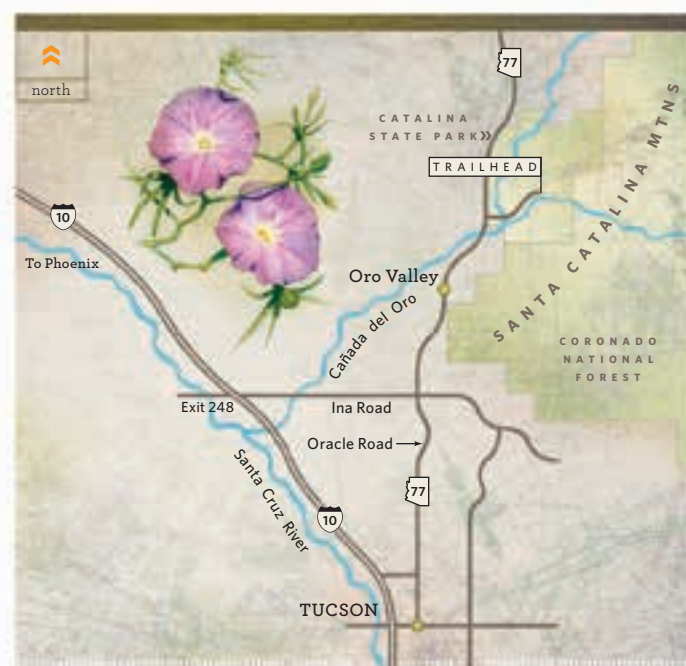 north
77
CATALINA
STATE PARK»
TRAILHEAD
SANTA CATALINA MTNS
10
To Phoenix
Oro Valley
Cañada del Oro
CORONADO
NATIONAL
FOREST
Exit 248
Ina Road
Oracle Road
77
Santa Cruz River
10
TUCSON